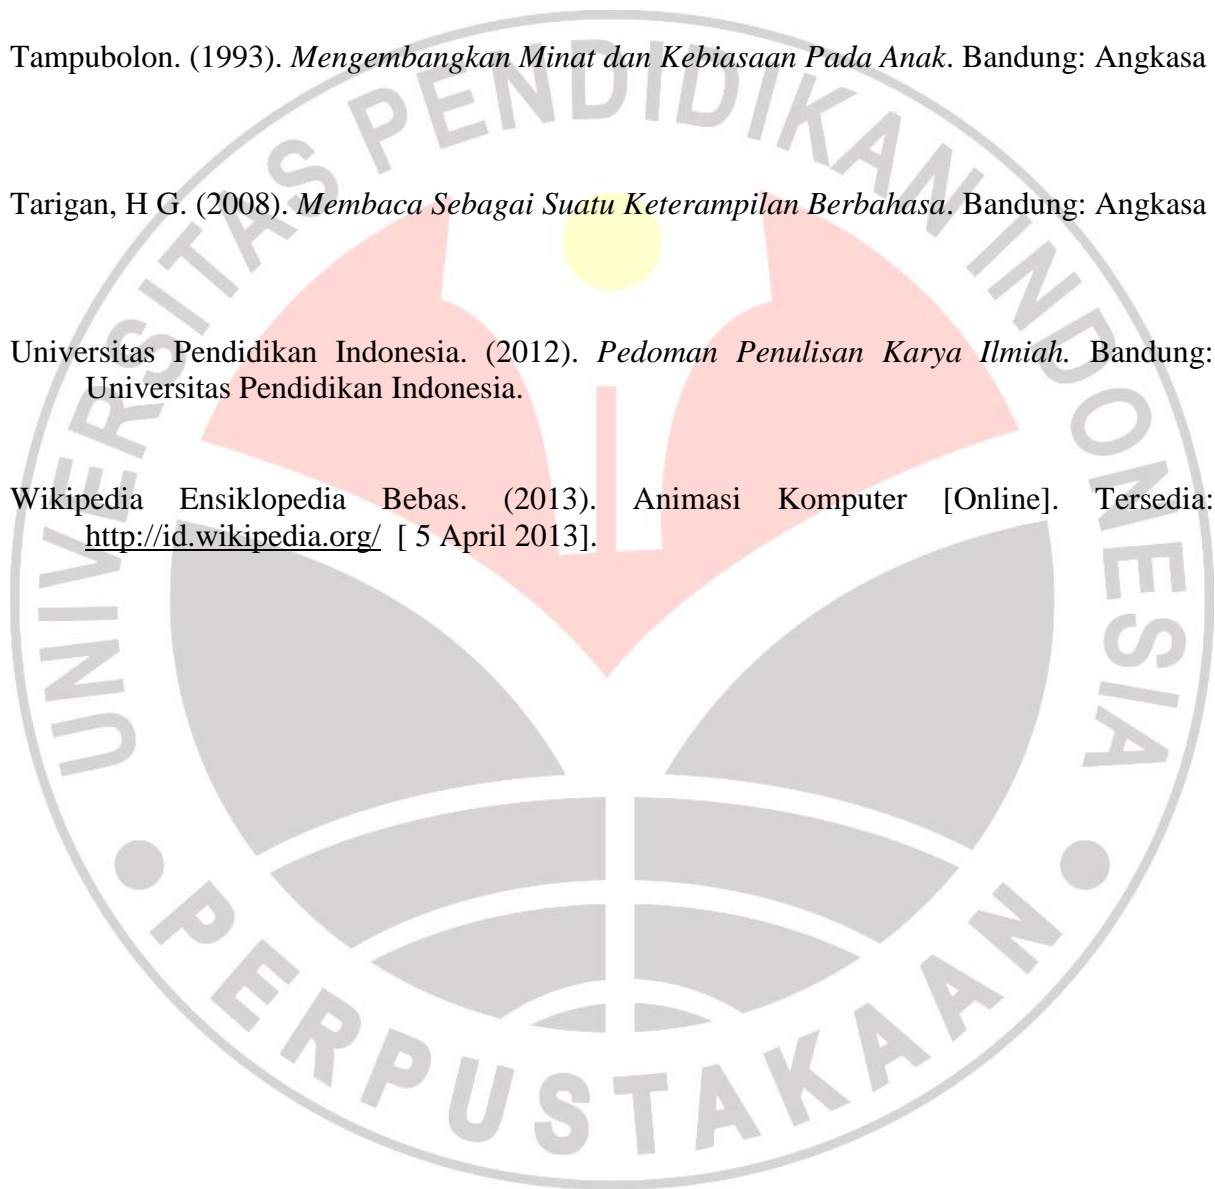 Tampubolon. (1993). Mengembangkan Minat dan Kebiasaan Pada Anak. Bandung: Angkasa
Tarigan, H G. (2008). Membaca Sebagai Suatu Keterampilan Berbahasa. Bandung: Angkasa
Universitas Pendidikan Indonesia. (2012). Pedoman Penulisan Karya Ilmiah. Bandung:
Universitas Pendidikan Indonesia.
Wikipedia Ensiklopedia Bebas. (2013). Animasi Komputer [Online]. Tersedia:
http://id.wikipedia.org/ [ 5 April 2013].
UNIVERSITAS PENDIDIKAN INDONESIA
PERPUSTAKAAN